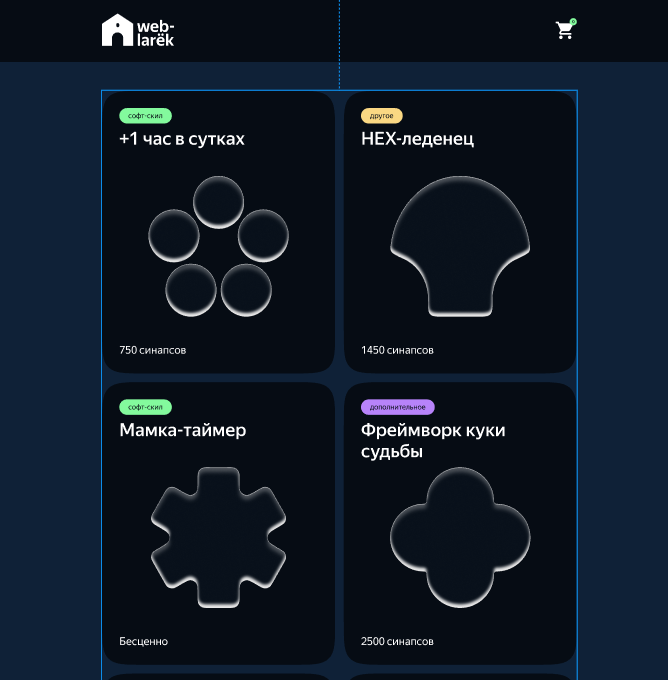 web-
larёk
0
софт-скил
+1 час в сутках
750 синапсов
другое
HEX-леденец
1450 синапсов
софт-скил
Мамка-таймер
Бесценно
дополнительное
Фреймворк куки
судьбы
2500 синапсов